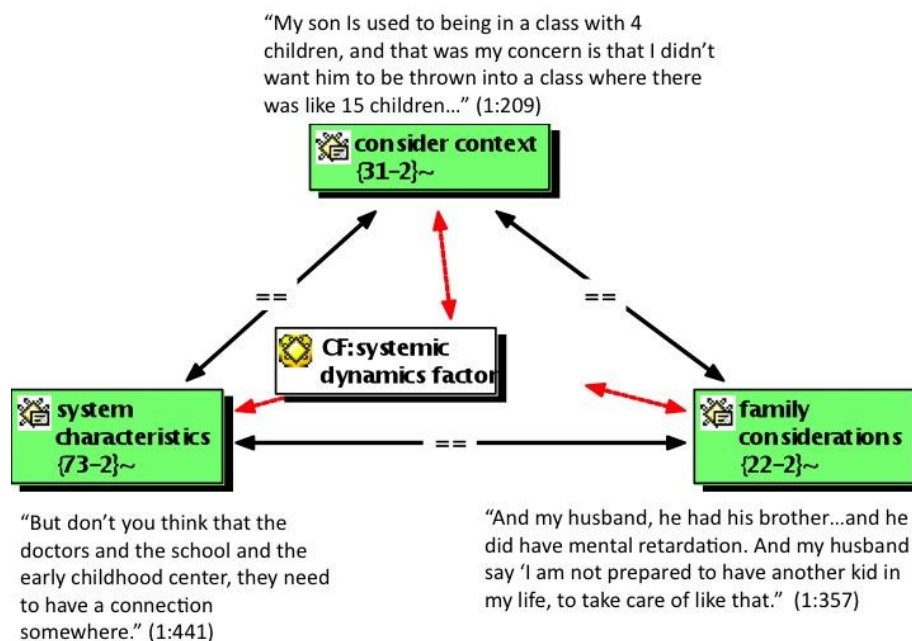 “My son Is used to being in a class with 4
children, and that was my concern is that I didn’t
want him to be thrown into a class where there
was like 15 children...” (1:209)
consider context
{31-2}~
==
==
CF:systemic
dynamics factor
system
characteristics
{73-2}~
==
family
considerations
{22-2}~
“But don’t you think that the
doctors and the school and the
early childhood center, they need
to have a connection
somewhere.” (1:441)
“And my husband, he had his brother...and he
did have mental retardation. And my husband
say ‘I am not prepared to have another kid in
my life, to take care of like that.” (1:357)